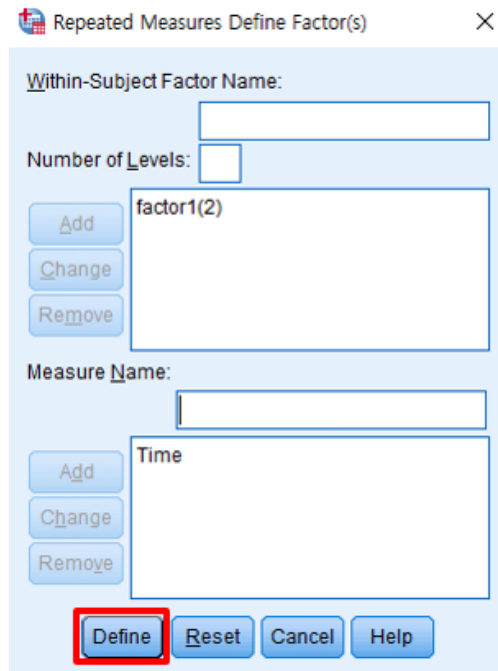 Repeated Measures Define Factor(s)
Within-Subject Factor Name:
Number of Levels:
Add
Change
Remove
factor1(2)
Measure Name:
Add
Change
Remove
Time
Define Reset Cancel Help